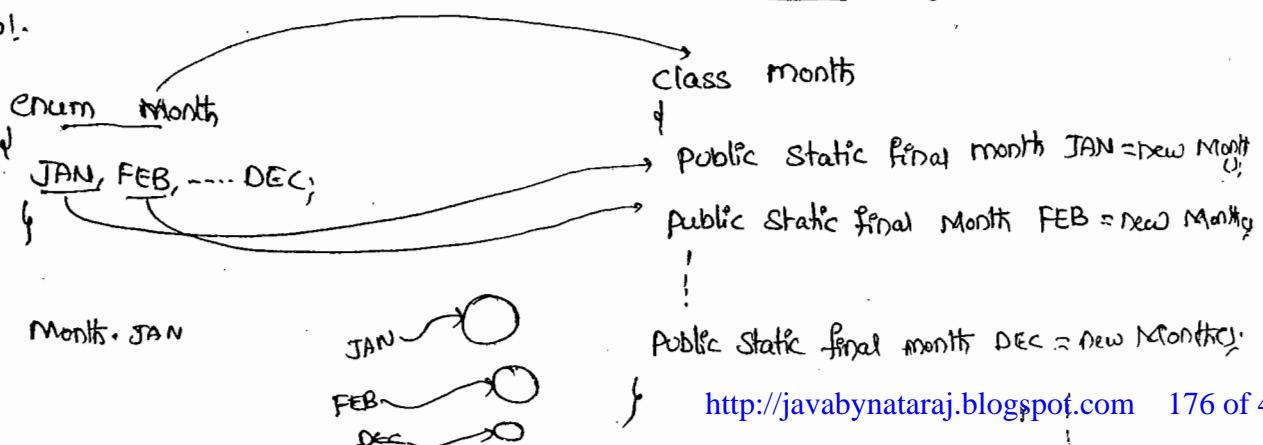 enum Month
{
JAN, FEB, ---- DEC;
}
Month. JAN
JAN
FEB
DEC
class month
{
public static final month JAN = new Month();
public static final Month FEB = new Month();
Public static final month DEC = new Month();
}
http://javabynataraj.blogspot.com 176 of 4